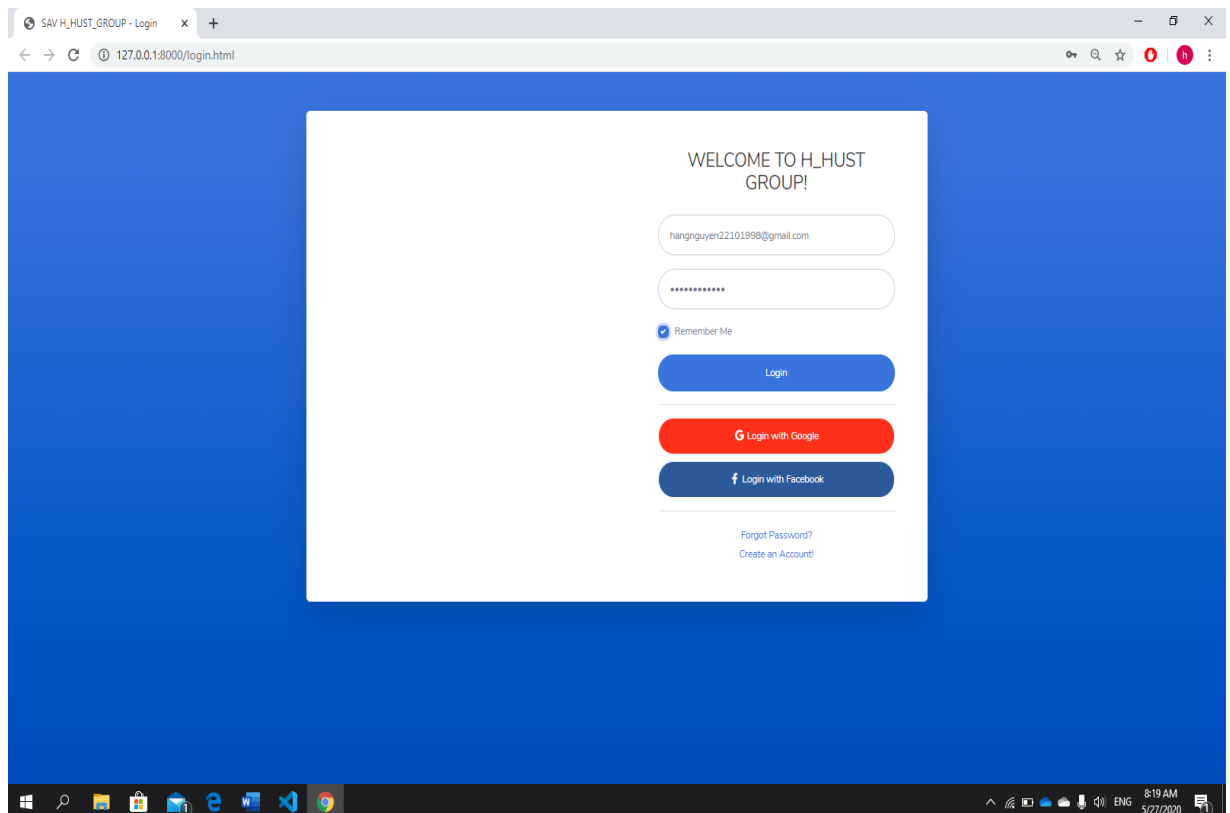 SAV H_HUST_GROUP - Login
127.0.0.1:8000/login.html
h
WELCOME TO H_HUST
GROUP!
hangnguyen22101998@gmail.com
••••••••••••
Remember Me
Login
G Login with Google
f Login with Facebook
Forgot Password?
Create an Account!
ENG
8:19 AM
5/27/2020